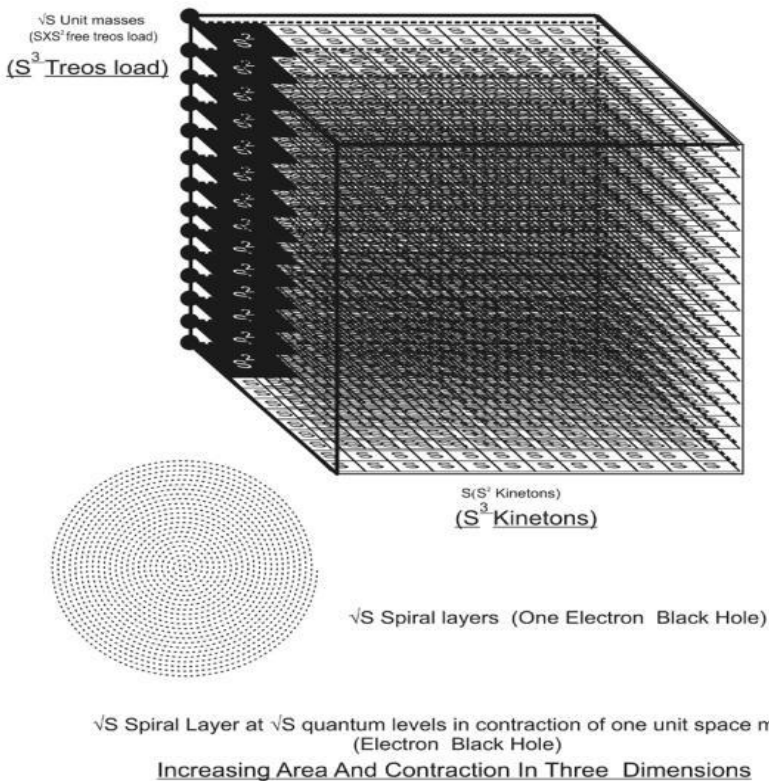 √S Unit masses
(SXS² free treos load)
(S³ Treos load)
S(S² Kinetons)
(S³ Kinetons)
√S Spiral layers (One Electron Black Hole)
√S Spiral Layer at √S quantum levels in contraction of one unit space m
(Electron Black Hole)
Increasing Area And Contraction In Three Dimensions